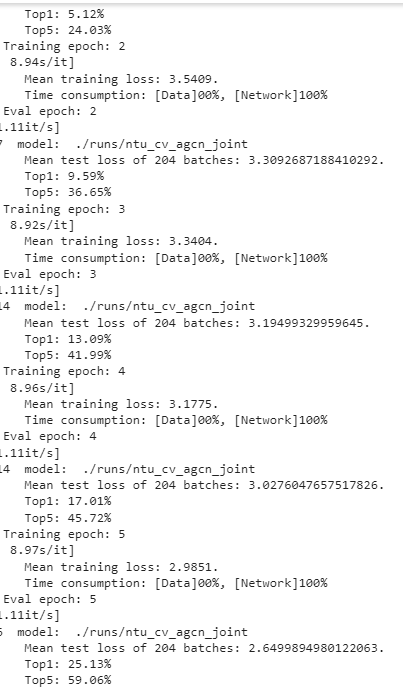 Top1: 5.12%
Top5: 24.03%
Training epoch: 2
8.94s/it]
Mean training loss: 3.5409.
Time consumption: [Data]00%, [Network]100%
Eval epoch: 2
1.11it/s]
7 model: ./runs/ntu_cv_agcn_joint
Mean test loss of 204 batches: 3.3092687188410292.
Top1: 9.59%
Top5: 36.65%
Training epoch: 3
8.92s/it]
Mean training loss: 3.3404.
Time consumption: [Data]00%, [Network]100%
Eval epoch: 3
1.11it/s]
14 model: ./runs/ntu_cv_agcn_joint
Mean test loss of 204 batches: 3.19499329959645.
Top1: 13.09%
Top5: 41.99%
Training epoch: 4
8.96s/it]
Mean training loss: 3.1775.
Time consumption: [Data]00%, [Network]100%
Eval epoch: 4
1.11it/s]
14 model: ./runs/ntu_cv_agcn_joint
Mean test loss of 204 batches: 3.0276047657517826.
Top1: 17.01%
Top5: 45.72%
Training epoch: 5
8.97s/it]
Mean training loss: 2.9851.
Time consumption: [Data]00%, [Network]100%
Eval epoch: 5
1.11it/s]
model: ./runs/ntu_cv_agcn_joint
Mean test loss of 204 batches: 2.6499894980122063.
Top1: 25.13%
Top5: 59.06%